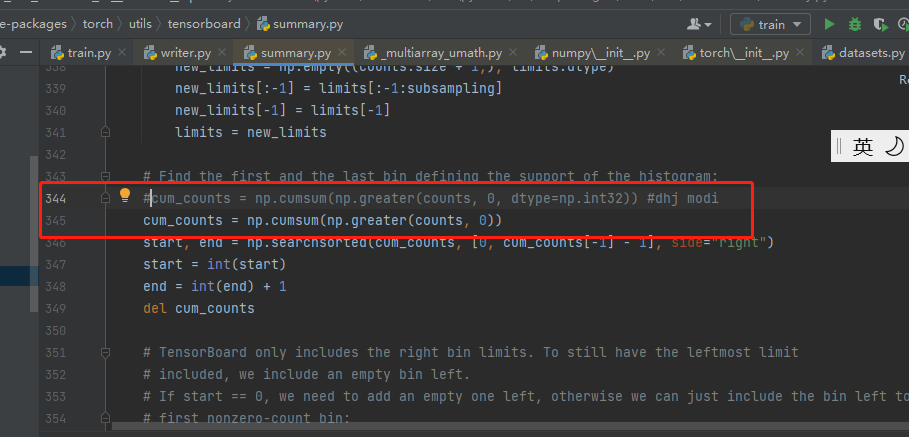 e-packages torch utils tensorboard summary.py train
train.py writer.py summary.py _multiarray_umath.py numpy\__init__.py torch\__init__.py datasets.py
338 new_limits = np.empty((counts.size + 1,), limits.dtype)
339 new_limits[:-1] = limits[:-1:subsampling]
340 new_limits[-1] = limits[-1]
341 limits = new_limits
342
343 # Find the first and the last bin defining the support of the histogram:
344 #cum_counts = np.cumsum(np.greater(counts, 0, dtype=np.int32)) #dhj modi
345 cum_counts = np.cumsum(np.greater(counts, 0))
346 start, end = np.searchsorted(cum_counts, [0, cum_counts[-1] - 1], side="right")
347 start = int(start)
348 end = int(end) + 1
349 del cum_counts
350
351 # TensorBoard only includes the right bin limits. To still have the leftmost limit
352 # included, we include an empty bin left.
353 # If start == 0, we need to add an empty one left, otherwise we can just include the bin left to
354 # first nonzero-count bin:
英